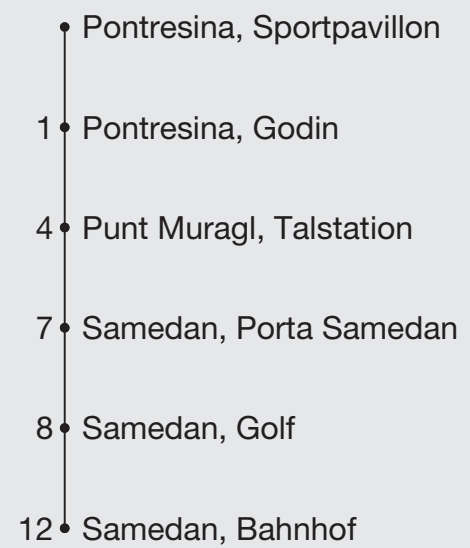 Pontresina, Sportpavillon
1 Pontresina, Godin
4 Punt Muragl, Talstation
7 Samedan, Porta Samedan
8 Samedan, Golf
12 Samedan, Bahnhof